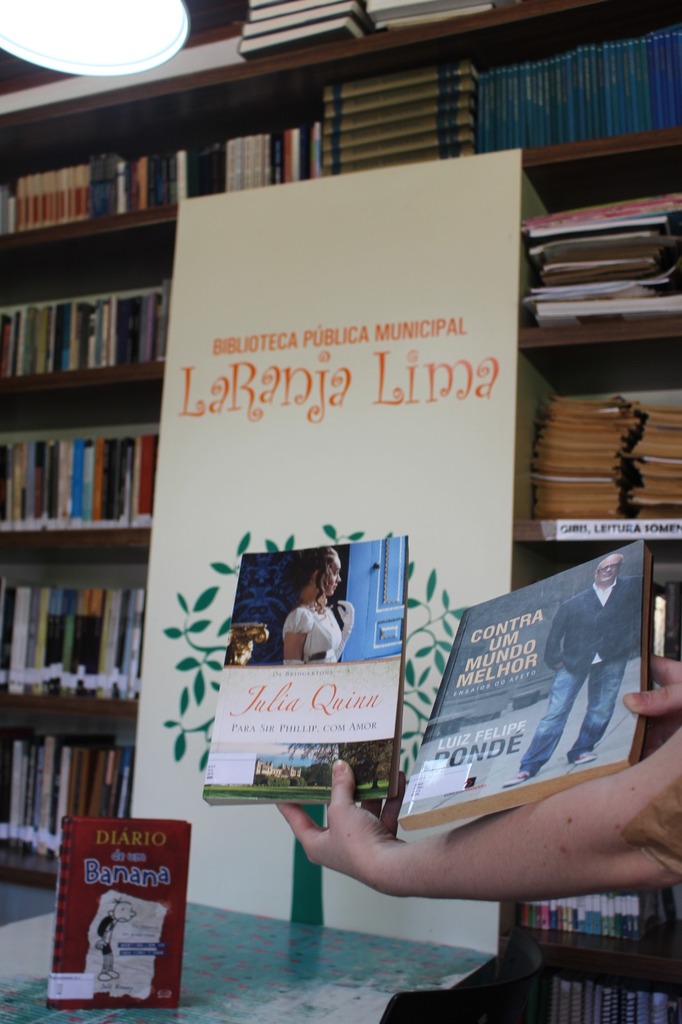 BIBLIOTECA PÚBLICA MUNICIPAL
LaRanja Lima
GIBIS, LEITURA SOMEN
Os Bridgertons
Julia Quinn
Para Sir Phillip, com amor
CONTRA
UM
MUNDO
MELHOR
ENSAIOS DO AFETO
LUIZ FELIPE
PONDÉ
DIÁRIO
de um
Banana